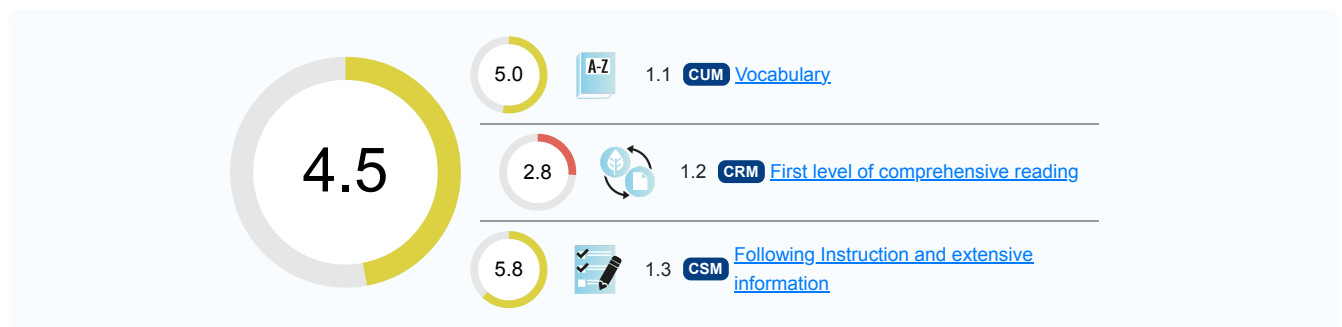 4.5
5.0 A-Z 1.1 CUM Vocabulary
2.8 1.2 CRM First level of comprehensive reading
5.8 1.3 CSM Following Instruction and extensive
information